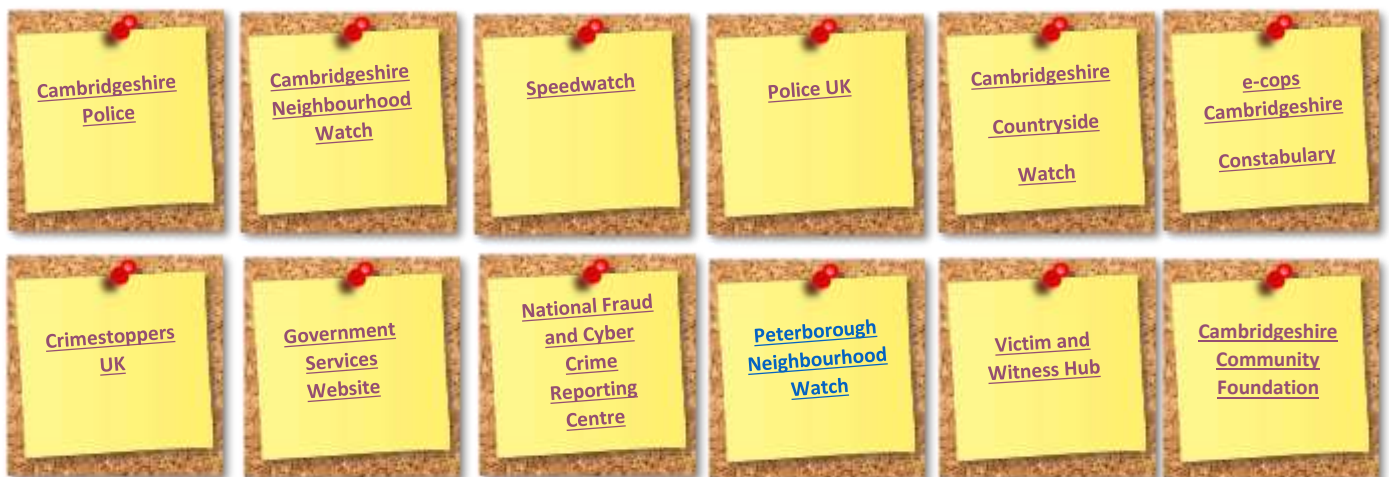 Cambridgeshire
Police
Cambridgeshire
Neighbourhood
Watch
Speedwatch
Police UK
Cambridgeshire
Countryside
Watch
e-cops
Cambridgeshire
Constabulary
Crimestoppers
UK
Government
Services
Website
National Fraud
and Cyber
Crime
Reporting
Centre
Peterborough
Neighbourhood
Watch
Victim and
Witness Hub
Cambridgeshire
Community
Foundation